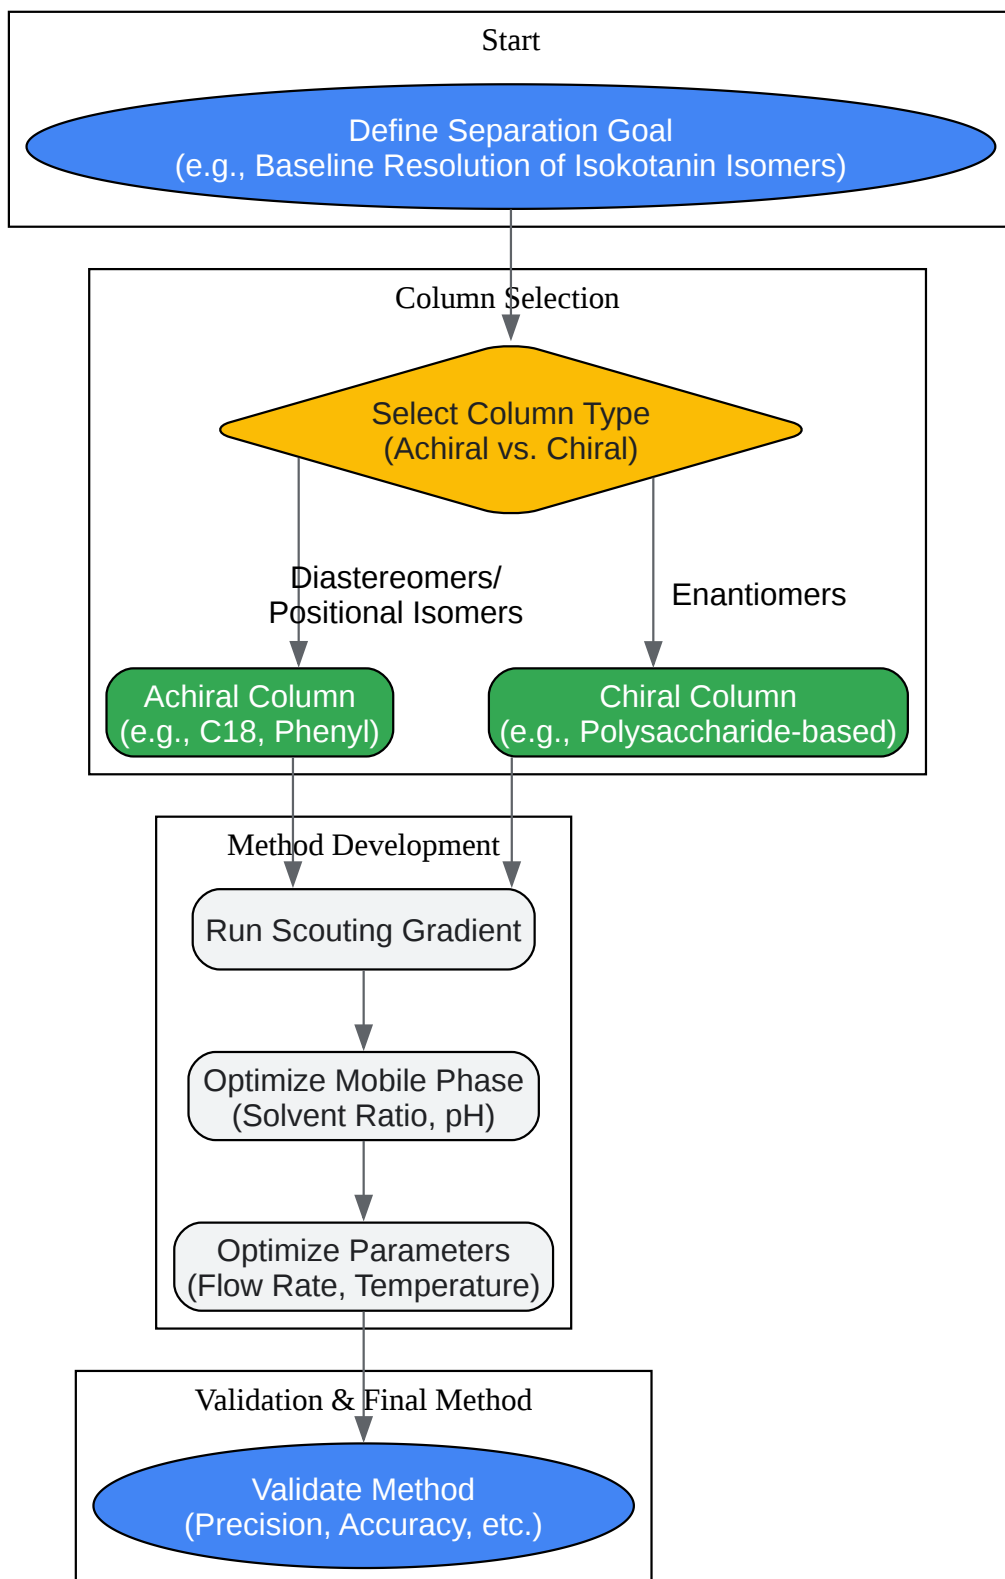 Start
Define Separation Goal
(e.g., Baseline Resolution of Isokotanin Isomers)
Column Selection
Select Column Type
(Achiral vs. Chiral)
Diastereomers/
Positional Isomers
Enantiomers
Achiral Column
(e.g., C18, Phenyl)
Chiral Column
(e.g., Polysaccharide-based)
Method Development
Run Scouting Gradient
Optimize Mobile Phase
(Solvent Ratio, pH)
Optimize Parameters
(Flow Rate, Temperature)
Validation & Final Method
Validate Method
(Precision, Accuracy, etc.)